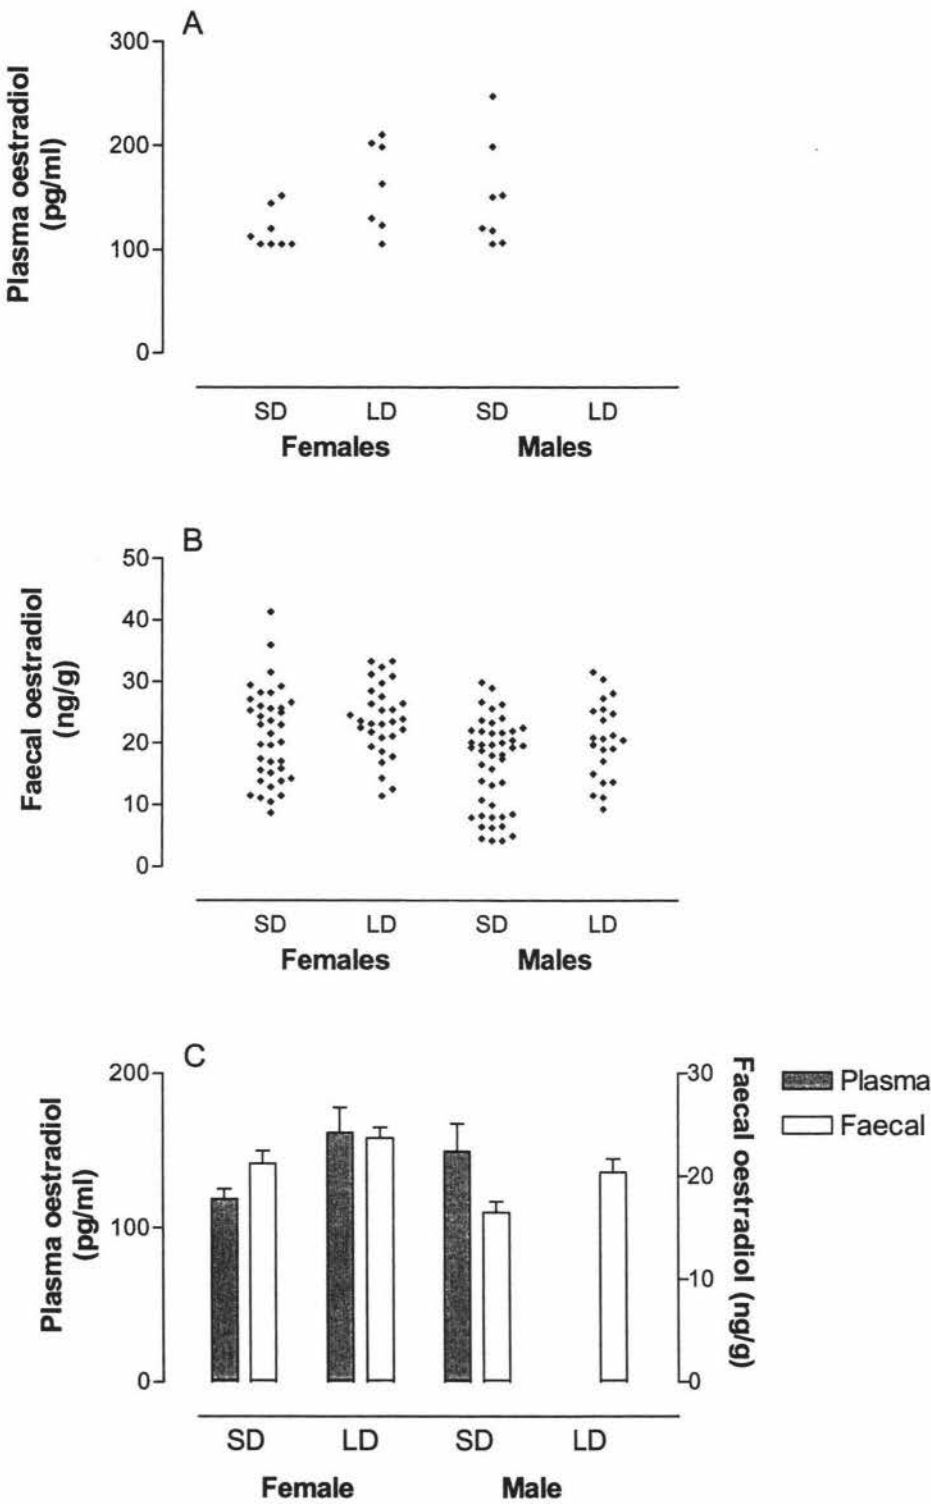 A
Plasma oestradiol
(pg/ml)
300
200
100
0
SD LD SD LD
Females Males
B
Faecal oestradiol
(ng/g)
50
40
30
20
10
0
SD LD SD LD
Females Males
C
Plasma oestradiol
(pg/ml)
200
100
0
30
20
10
0
Faecal oestradiol (ng/g)
Plasma
Faecal
SD LD SD LD
Female Male